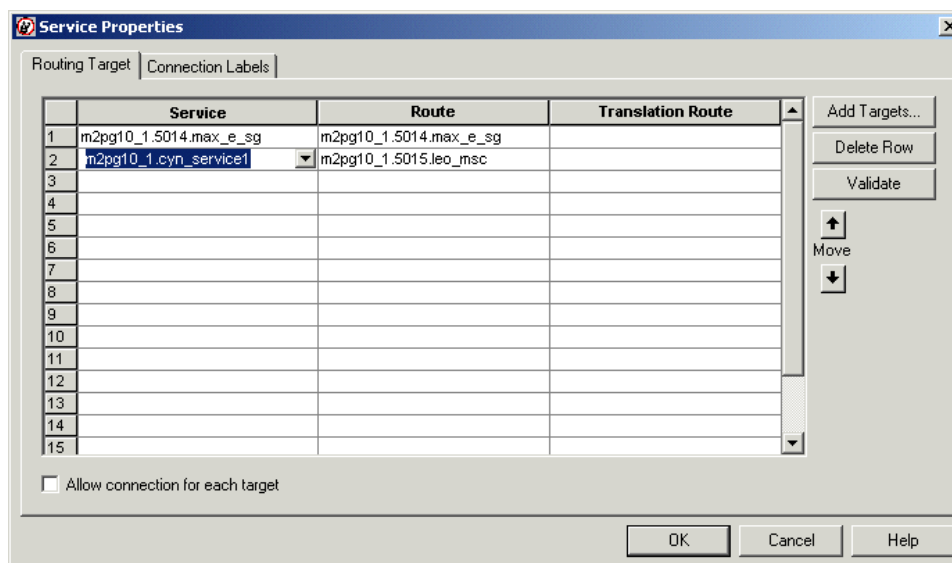 Service Properties
Routing Target Connection Labels
Service Route Translation Route
1 m2pg10_1.5014.max_e_sg m2pg10_1.5014.max_e_sg
2 m2pg10_1.cyn_service1 m2pg10_1.5015.leo_msc
3
4
5
6
7
8
9
10
11
12
13
14
15
Add Targets...
Delete Row
Validate
Move
Allow connection for each target
OK Cancel Help